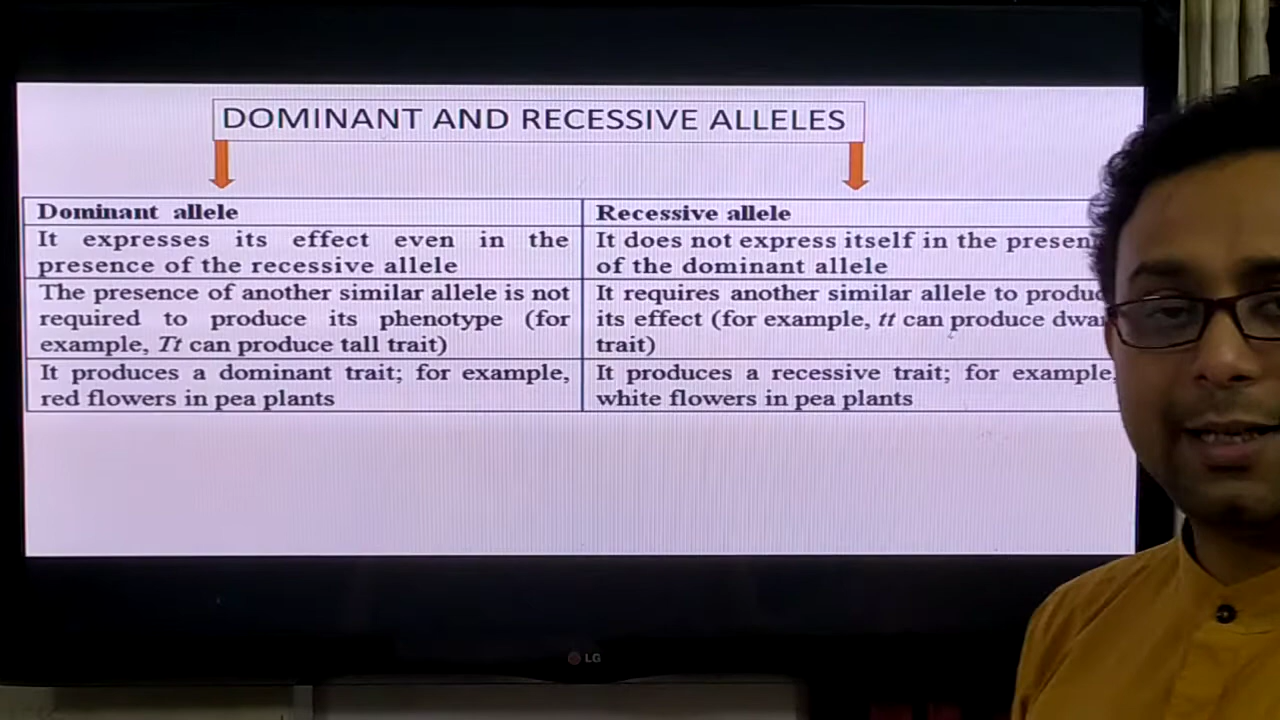 DOMINANT AND RECESSIVE ALLELES
Dominant allele
It expresses its effect even in the
presence of the recessive allele
The presence of another similar allele is not
required to produce its phenotype (for
example, Tt can produce tall trait)
It produces a dominant trait; for example,
red flowers in pea plants
Recessive allele
It does not express itself in the
of the dominant allele
It requires another similar allele to
its effect (for example, tt can produce
trait)
It produces a recessive trait; for example,
white flowers in pea plants
LG